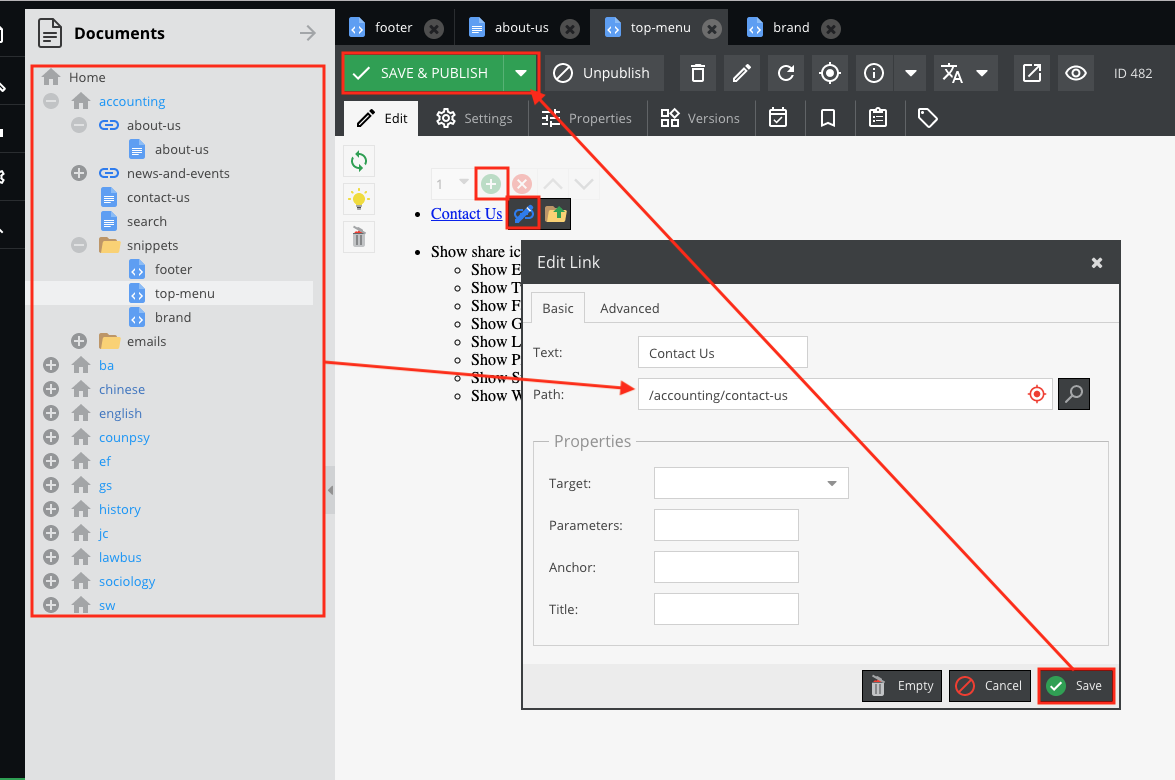 Documents
Home
accounting
about-us
about-us
news-and-events
contact-us
search
snippets
footer
top-menu
brand
emails
ba
chinese
english
counpsy
ef
gs
history
jc
lawbus
sociology
sw
footer about-us top-menu brand
SAVE & PUBLISH Unpublish ID 482
Edit Settings Properties Versions
1
Contact Us
Show share ic
Show E
Show T
Show F
Show G
Show L
Show P
Show S
Show W
Edit Link
Basic Advanced
Text: Contact Us
Path: /accounting/contact-us
Properties
Target:
Parameters:
Anchor:
Title:
Empty Cancel Save